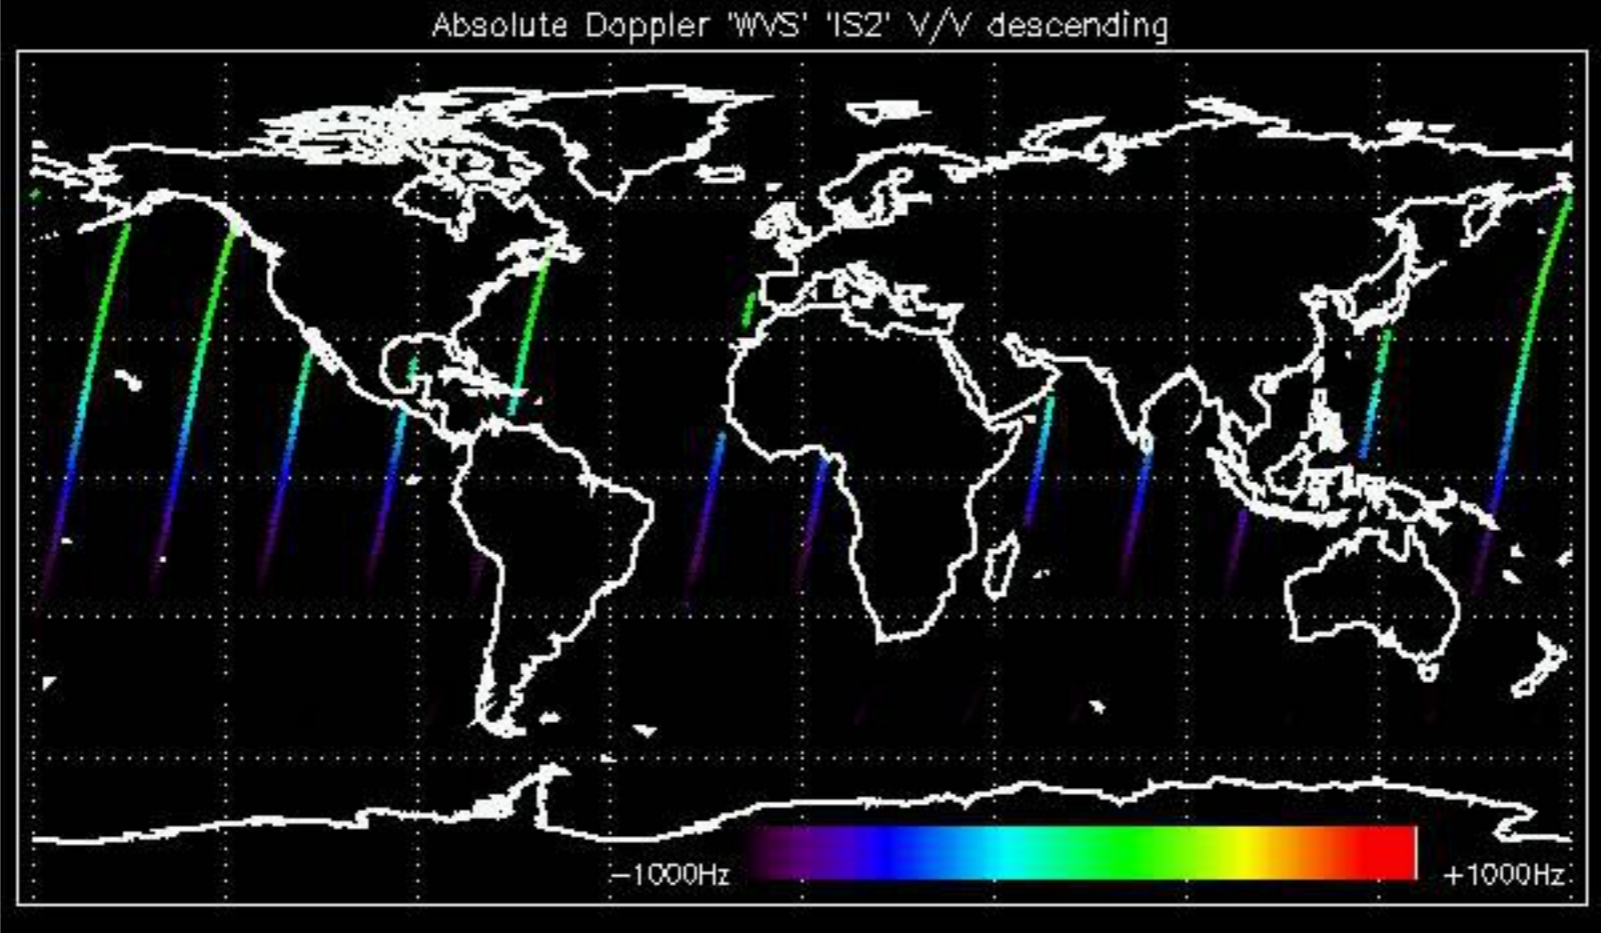 Absolute Doppler 'WVS' 'IS2' V/V descending
−1000Hz
+1000Hz